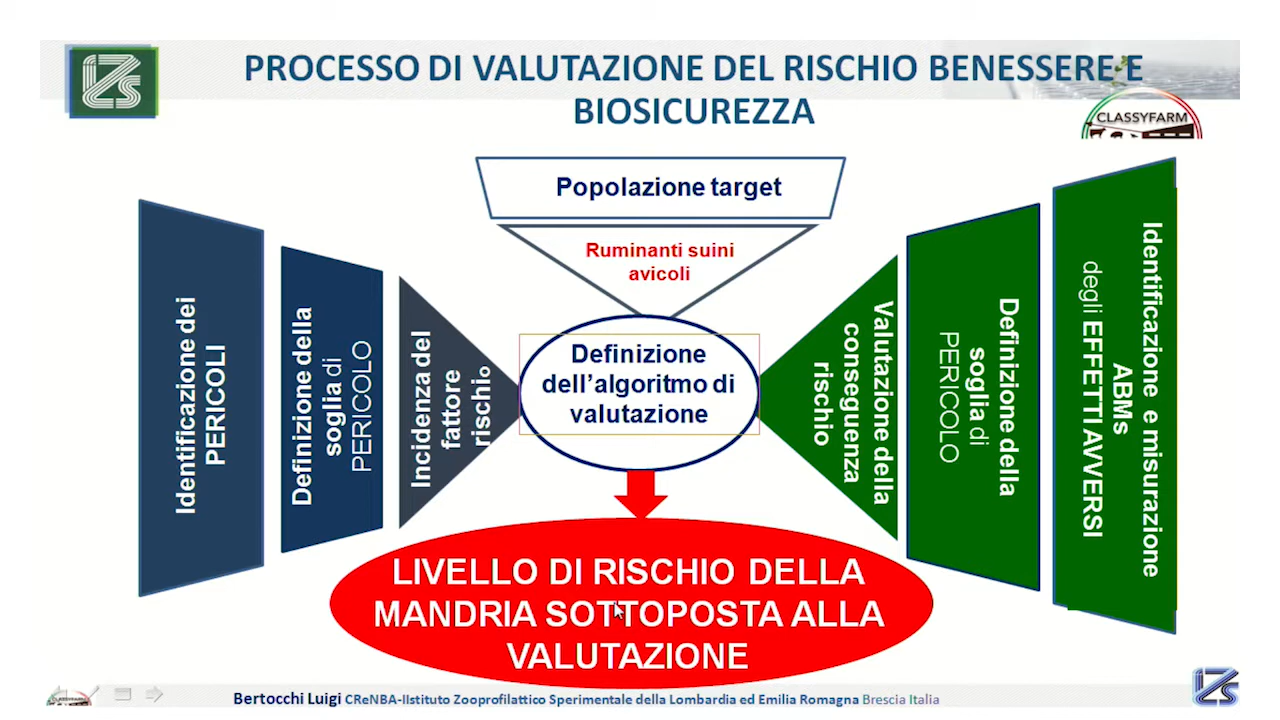 PROCESSO DI VALUTAZIONE DEL RISCHIO BENESSERE E
BIOSICUREZZA
CLASSYFARM
Popolazione target
Ruminanti suini
avicoli
Identificazione dei
PERICOLI
Definizione della
soglia di
PERICOLO
Incidenza del
fattore
rischio
Definizione
dell'algoritmo di
valutazione
Valutazione della
conseguenza
rischio
Definizione della
soglia di
PERICOLO
Identificazione e misurazione
ABMs
degli EFFETTI AVVERSI
LIVELLO DI RISCHIO DELLA
MANDRIA SOTTOPOSTA ALLA
VALUTAZIONE
Bertocchi Luigi CReNBA-IIstituto Zooprofilattico Sperimentale della Lombardia ed Emilia Romagna Brescia Italia